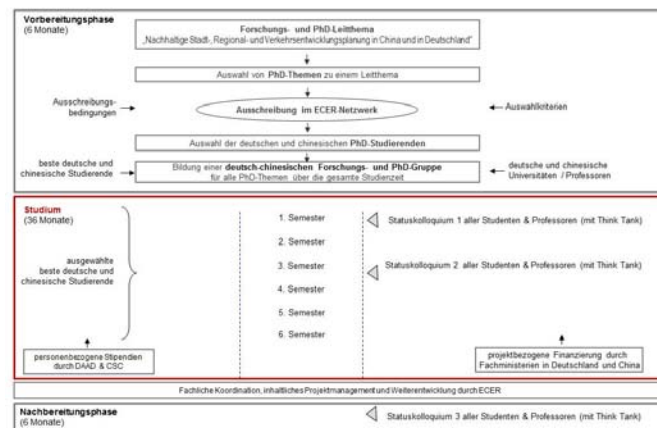 Vorbereitungsphase
(6 Monate)
Forschungs- und PhD-Leitthema
„Nachhaltige Stadt-, Regional- und Verkehrsentwicklungsplanung in China und in Deutschland"
Auswahl von PhD-Themen zu einem Leitthema
Ausschreibungs-
bedingungen
Ausschreibung im ECER-Netzwerk
Auswahlkriterien
Auswahl der deutschen und chinesischen PhD-Studierenden
beste deutsche und
chinesische Studierende
Bildung einer deutsch-chinesischen Forschungs- und PhD-Gruppe
für alle PhD-Themen über die gesamte Studienzeit
deutsche und chinesische
Universitäten / Professoren
Studium
(36 Monate)
1. Semester
Statuskolloquium 1 aller Studenten & Professoren (mit Think Tank)
2. Semester
ausgewählte
beste deutsche und
chinesische Studierende
3. Semester
Statuskolloquium 2 aller Studenten & Professoren (mit Think Tank)
4. Semester
5. Semester
6. Semester
personenbezogene Stipendien
durch DAAD & CSC
projektbezogene Finanzierung durch
Fachministerien in Deutschland und China
Fachliche Koordination, inhaltliches Projektmanagement und Weiterentwicklung durch ECER
Nachbereitungsphase
(6 Monate)
Statuskolloquium 3 aller Studenten & Professoren (mit Think Tank)